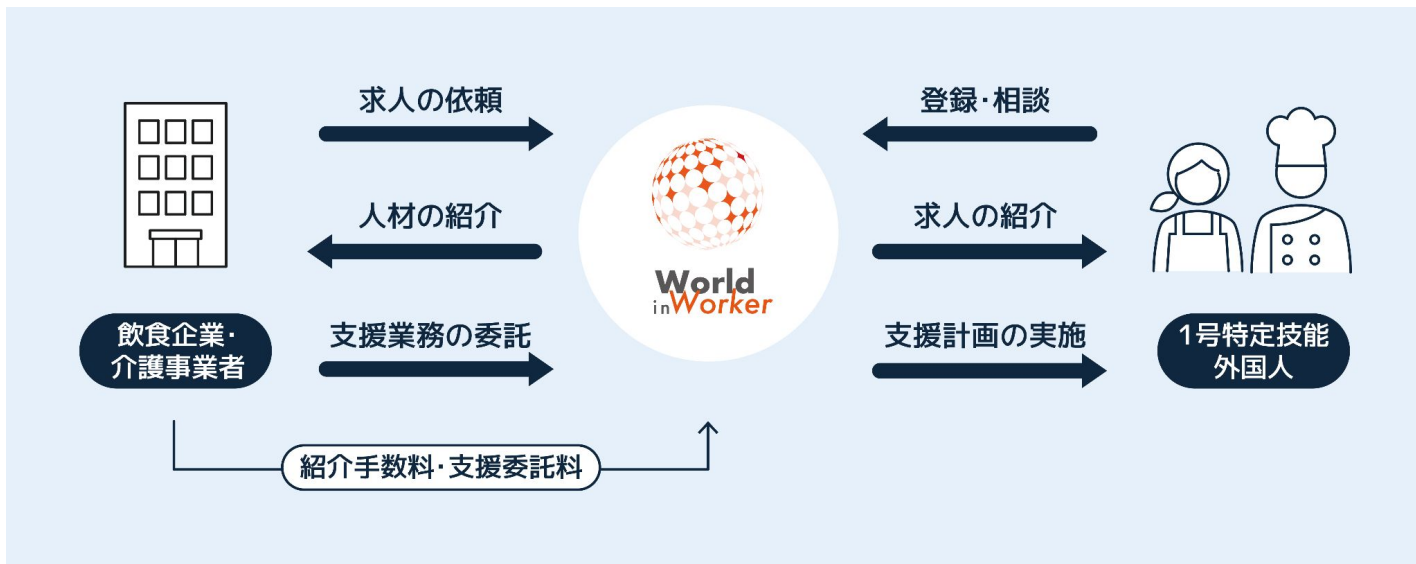 求人の依頼
登録・相談
人材の紹介
求人の紹介
World
inWorker
支援業務の委託
支援計画の実施
飲食企業・
介護事業者
1号特定技能
外国人
紹介手数料・支援委託料